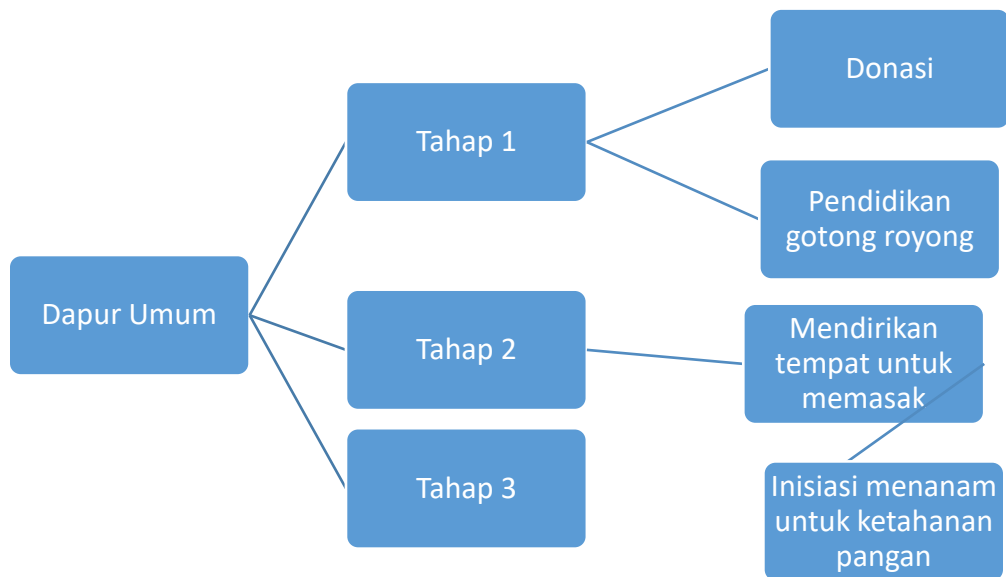 Dapur Umum
Tahap 1
Donasi
Pendidikan
gotong royong
Tahap 2
Mendirikan
tempat untuk
memasak
Tahap 3
Inisiasi menanam
untuk ketahanan
pangan